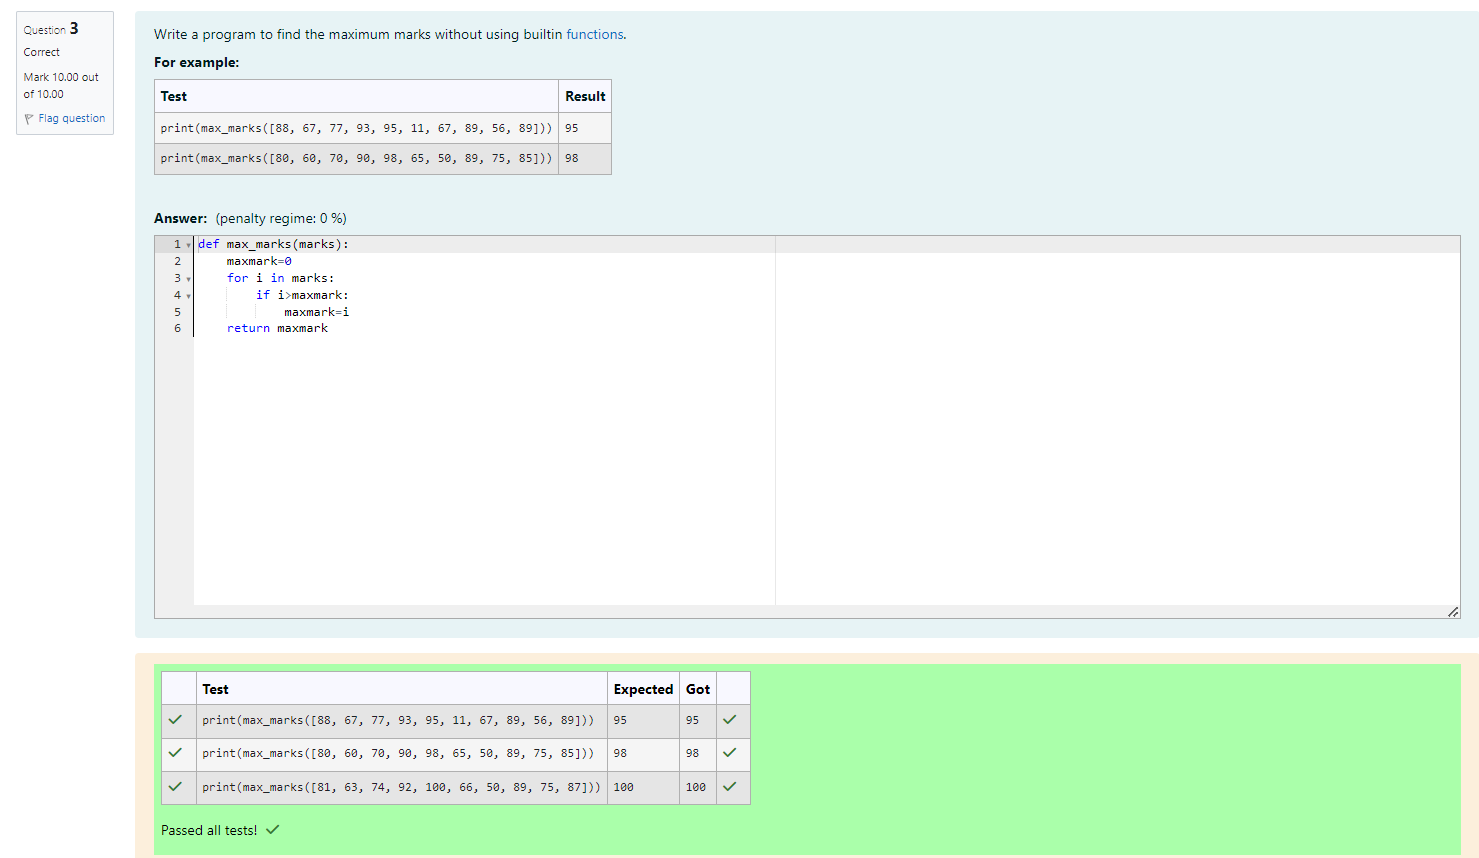 Question 3
Correct
Mark 10.00 out
of 10.00
Flag question
Write a program to find the maximum marks without using builtin functions.
For example:
Test Result
print(max_marks([88, 67, 77, 93, 95, 11, 67, 89, 56, 89])) 95
print(max_marks([80, 60, 70, 90, 98, 65, 50, 89, 75, 85])) 98
Answer: (penalty regime: 0 %)
1 def max_marks(marks):
2     maxmark=0
3     for i in marks:
4         if i>maxmark:
5             maxmark=i
6     return maxmark
Test Expected Got
print(max_marks([88, 67, 77, 93, 95, 11, 67, 89, 56, 89])) 95 95
print(max_marks([80, 60, 70, 90, 98, 65, 50, 89, 75, 85])) 98 98
print(max_marks([81, 63, 74, 92, 100, 66, 50, 89, 75, 87])) 100 100
Passed all tests!